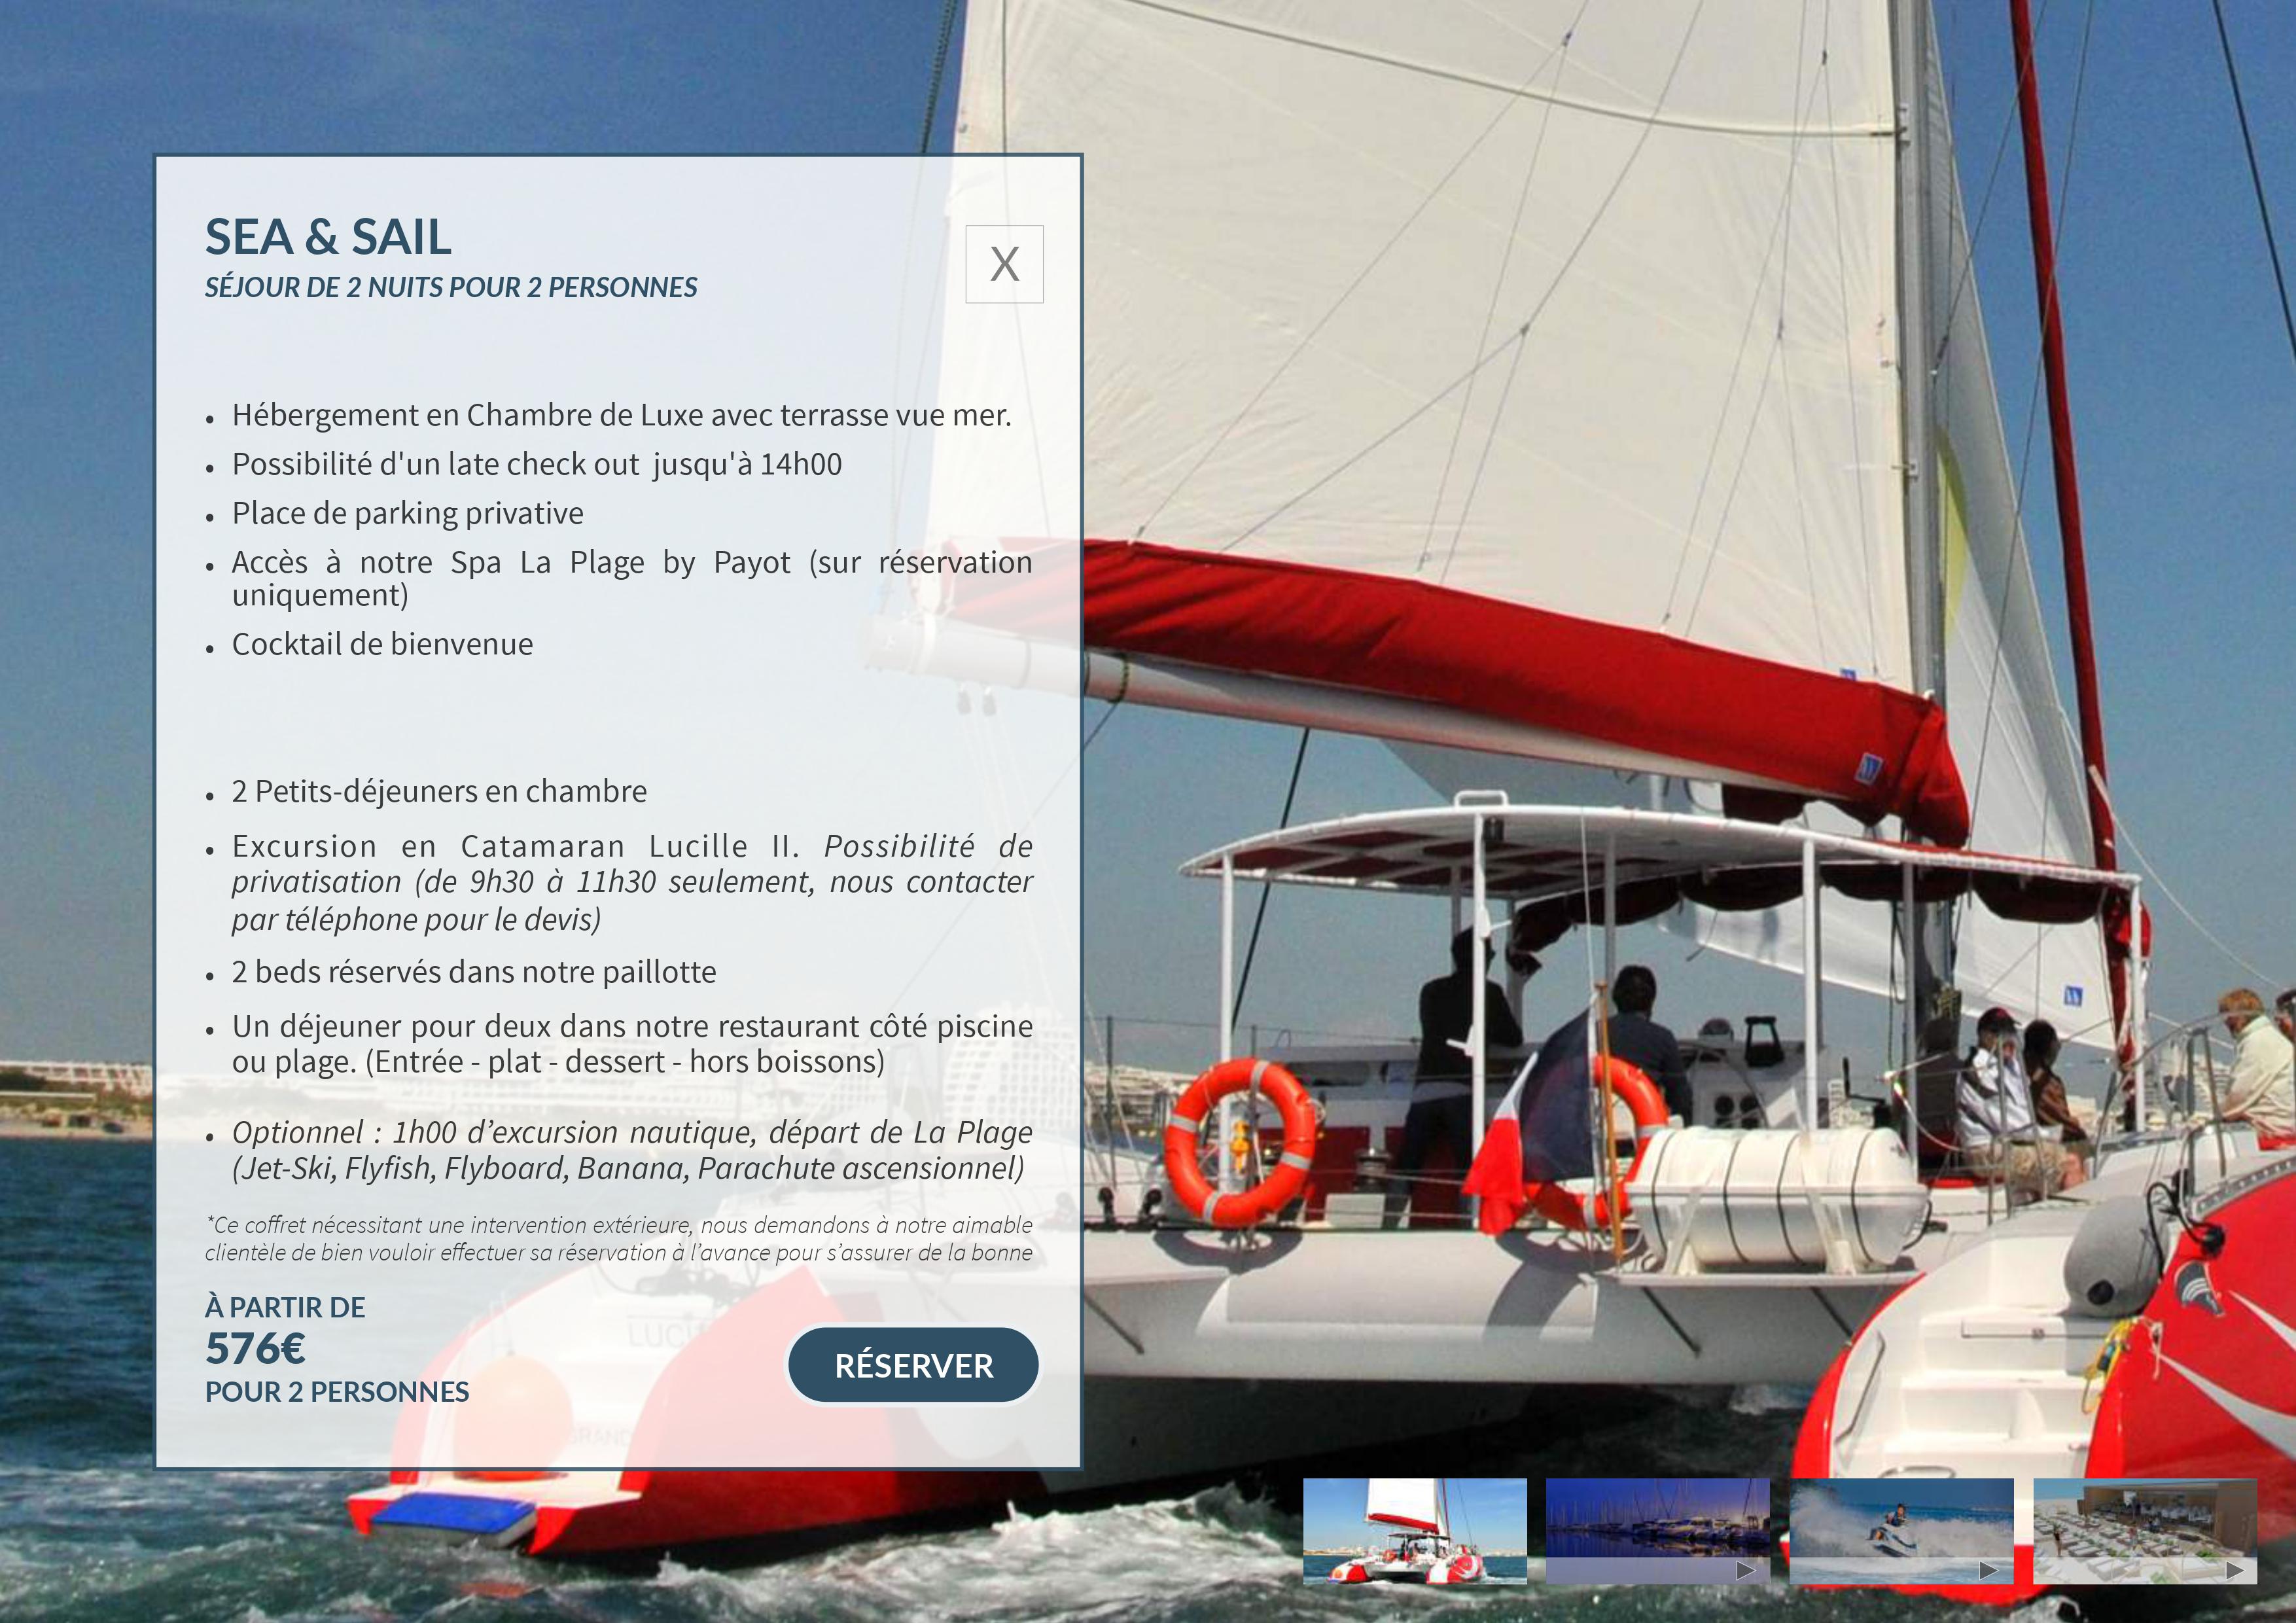 SEA & SAIL
SÉJOUR DE 2 NUITS POUR 2 PERSONNES
X
• Hébergement en Chambre de Luxe avec terrasse vue mer.
• Possibilité d'un late check out  jusqu'à 14h00
• Place de parking privative
• Accès à notre Spa La Plage by Payot (sur réservation
uniquement)
• Cocktail de bienvenue
• 2 Petits-déjeuners en chambre
• Excursion en Catamaran Lucille II. Possibilité de
privatisation (de 9h30 à 11h30 seulement, nous contacter
par téléphone pour le devis)
• 2 beds réservés dans notre paillotte
• Un déjeuner pour deux dans notre restaurant côté piscine
ou plage. (Entrée - plat - dessert - hors boissons)
• Optionnel : 1h00 d’excursion nautique, départ de La Plage
(Jet-Ski, Flyfish, Flyboard, Banana, Parachute ascensionnel)
*Ce coffret nécessitant une intervention extérieure, nous demandons à notre aimable
clientèle de bien vouloir effectuer sa réservation à l’avance pour s’assurer de la bonne
À PARTIR DE
576€
POUR 2 PERSONNES
RÉSERVER